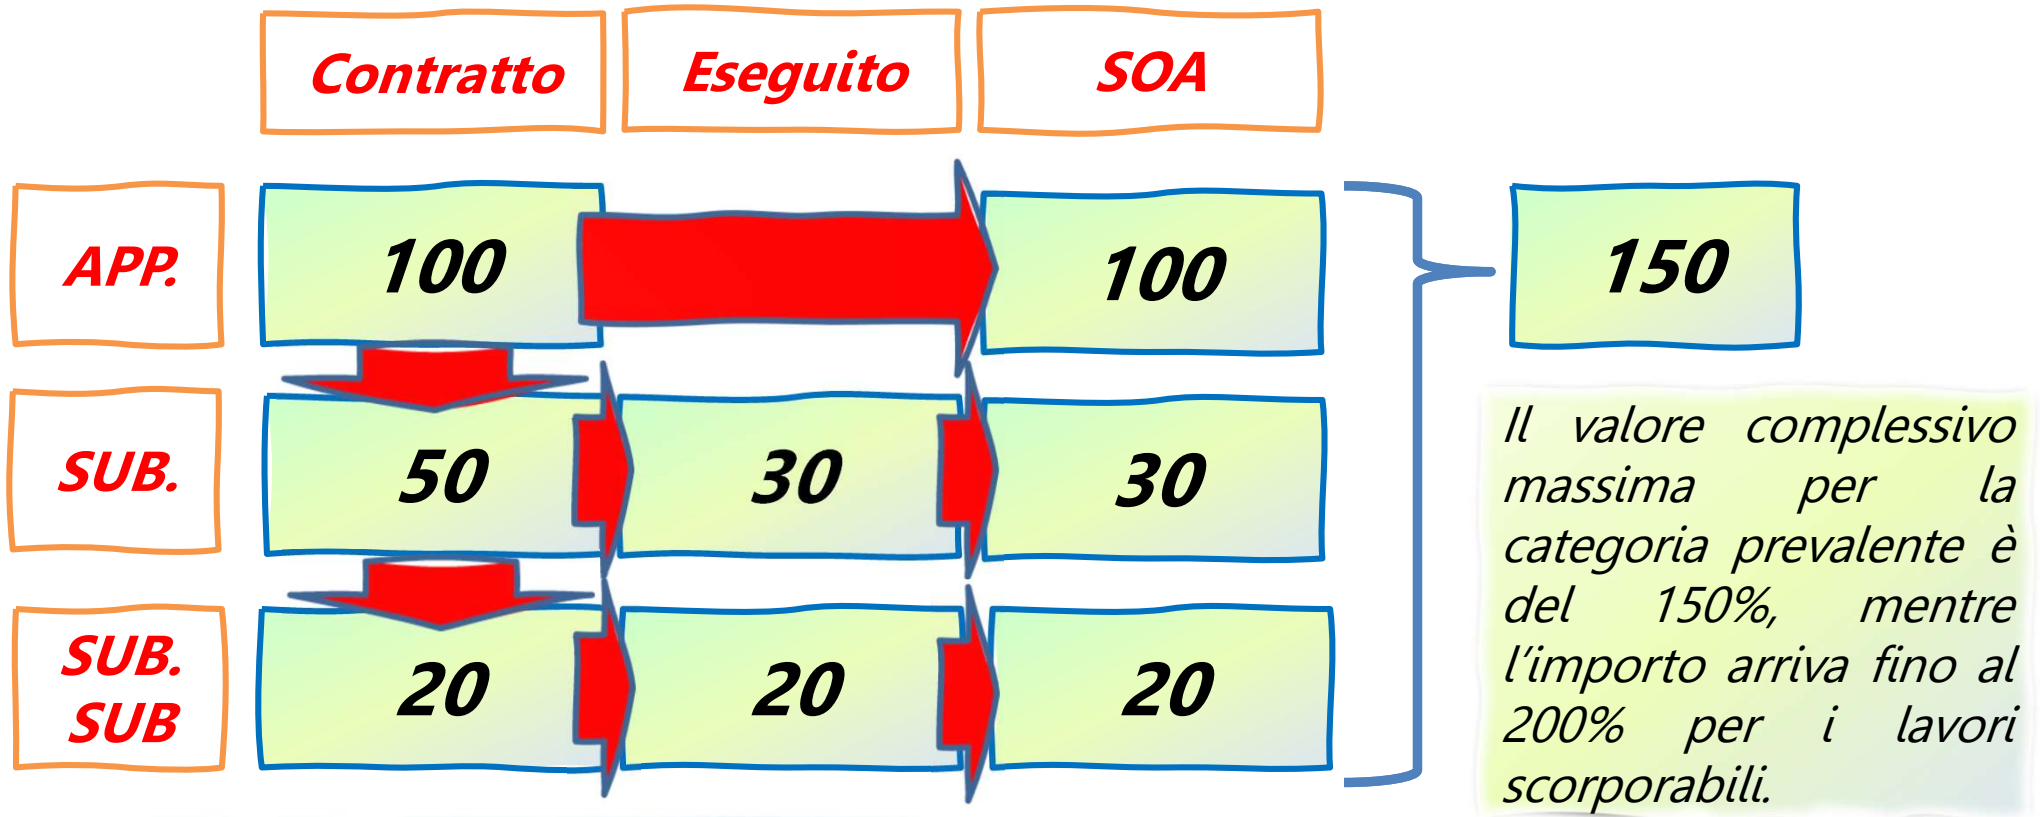 Contratto Eseguito SOA
APP. 100 100 150
SUB. 50 30 30
SUB.
SUB 20 20 20
Il valore complessivo
massima per la
categoria prevalente è
del 150%, mentre
l'importo arriva fino al
200% per i lavori
scorporabili.